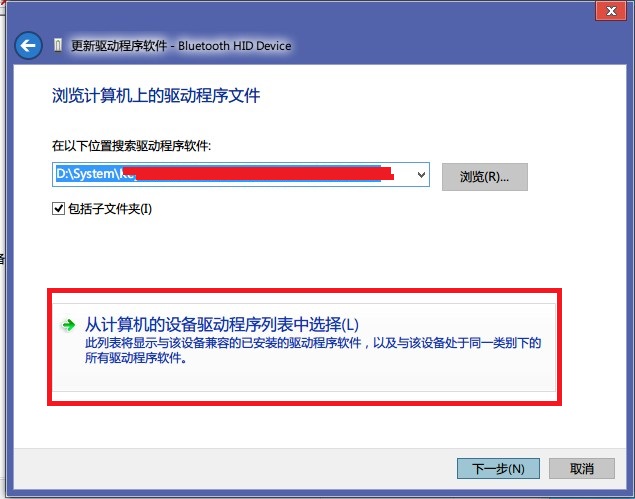 更新驱动程序软件 - Bluetooth HID Device
浏览计算机上的驱动程序文件
在以下位置搜索驱动程序软件:
D:\System\
浏览(R)...
包括子文件夹(I)
从计算机的设备驱动程序列表中选择(L)
此列表将显示与该设备兼容的已安装的驱动程序软件，以及与该设备处于同一类别下的
所有驱动程序软件。
下一步(N)
取消